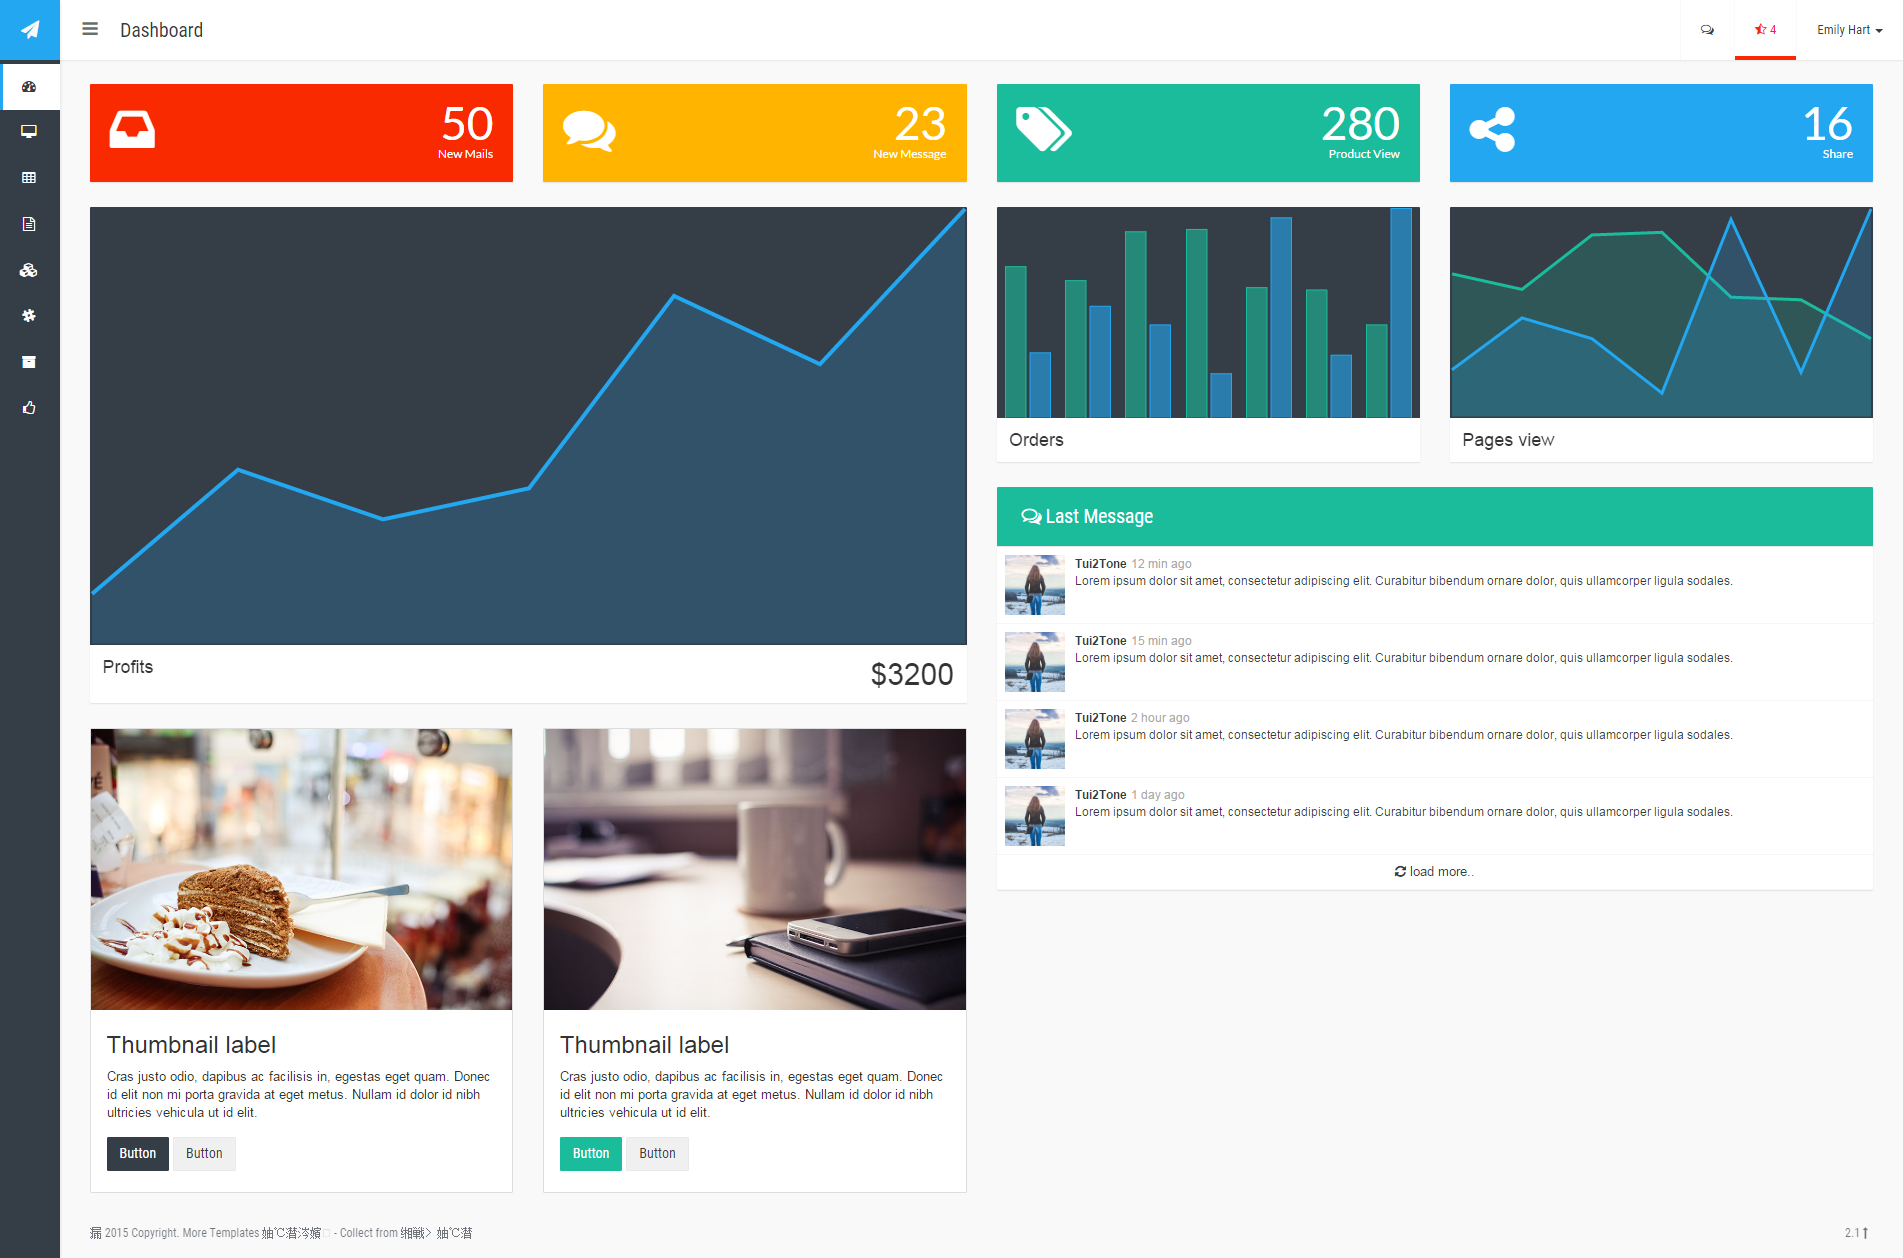 Dashboard
4
Emily Hart
50
New Mails
23
New Message
280
Product View
16
Share
Profits
$3200
Orders
Pages view
Last Message
Tui2Tone 12 min ago
Lorem ipsum dolor sit amet, consectetur adipiscing elit. Curabitur bibendum ornare dolor, quis ullamcorper ligula sodales.
Tui2Tone 15 min ago
Lorem ipsum dolor sit amet, consectetur adipiscing elit. Curabitur bibendum ornare dolor, quis ullamcorper ligula sodales.
Tui2Tone 2 hour ago
Lorem ipsum dolor sit amet, consectetur adipiscing elit. Curabitur bibendum ornare dolor, quis ullamcorper ligula sodales.
Tui2Tone 1 day ago
Lorem ipsum dolor sit amet, consectetur adipiscing elit. Curabitur bibendum ornare dolor, quis ullamcorper ligula sodales.
load more..
Thumbnail label
Cras justo odio, dapibus ac facilisis in, egestas eget quam. Donec
id elit non mi porta gravida at eget metus. Nullam id dolor id nibh
ultricies vehicula ut id elit.
Button Button
Thumbnail label
Cras justo odio, dapibus ac facilisis in, egestas eget quam. Donec
id elit non mi porta gravida at eget metus. Nullam id dolor id nibh
ultricies vehicula ut id elit.
Button Button
2015 Copyright. More Templates - Collect from
2.1